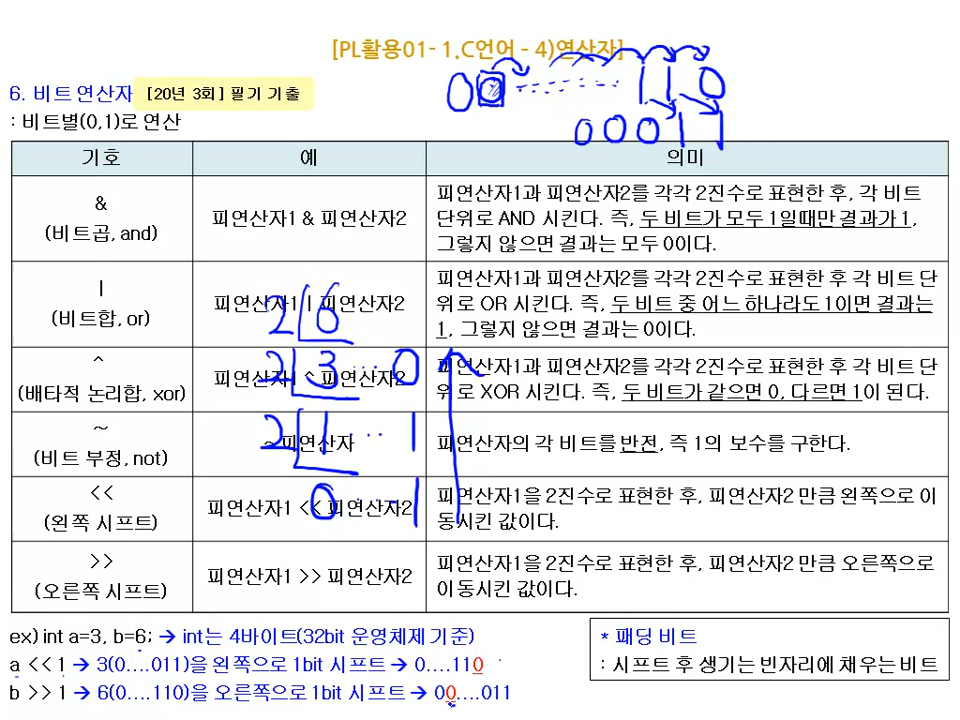 [PL활용01- 1.C언어 - 4)연산자]
0 0 ...... 1 1 0
0 0 0 1 1
6. 비트 연산자 [20년 3회] 필기 기출
: 비트별(0,1)로 연산
기호 예 의미
&
(비트곱, and)
피연산자1 & 피연산자2
피연산자1과 피연산자2를 각각 2진수로 표현한 후, 각 비트
단위로 AND 시킨다. 즉, 두 비트가 모두 1일때만 결과가 1,
그렇지 않으면 결과는 모두 0이다.
|
(비트합, or)
피연산자1 | 피연산자2
피연산자1과 피연산자2를 각각 2진수로 표현한 후 각 비트 단
위로 OR 시킨다. 즉, 두 비트 중 어느 하나라도 1이면 결과는
1, 그렇지 않으면 결과는 0이다.
^
(배타적 논리합, xor)
피연산자1 ^ 피연산자2
피연산자1과 피연산자2를 각각 2진수로 표현한 후 각 비트 단
위로 XOR 시킨다. 즉, 두 비트가 같으면 0, 다르면 1이 된다.
~
(비트 부정, not)
~ 피연산자
피연산자의 각 비트를 반전, 즉 1의 보수를 구한다.
<<
(왼쪽 시프트)
피연산자1 << 피연산자2
피연산자1을 2진수로 표현한 후, 피연산자2 만큼 왼쪽으로 이
동시킨 값이다.
>>
(오른쪽 시프트)
피연산자1 >> 피연산자2
피연산자1을 2진수로 표현한 후, 피연산자2 만큼 오른쪽으로
이동시킨 값이다.
2 6
2 3 ... 0
2 1 ... 1
0 ... 1
ex) int a=3, b=6; → int는 4바이트(32bit 운영체제 기준)
a << 1 → 3(0....011)을 왼쪽으로 1bit 시프트 → 0....110
b >> 1 → 6(0....110)을 오른쪽으로 1bit 시프트 → 00....011
* 패딩 비트
: 시프트 후 생기는 빈자리에 채우는 비트